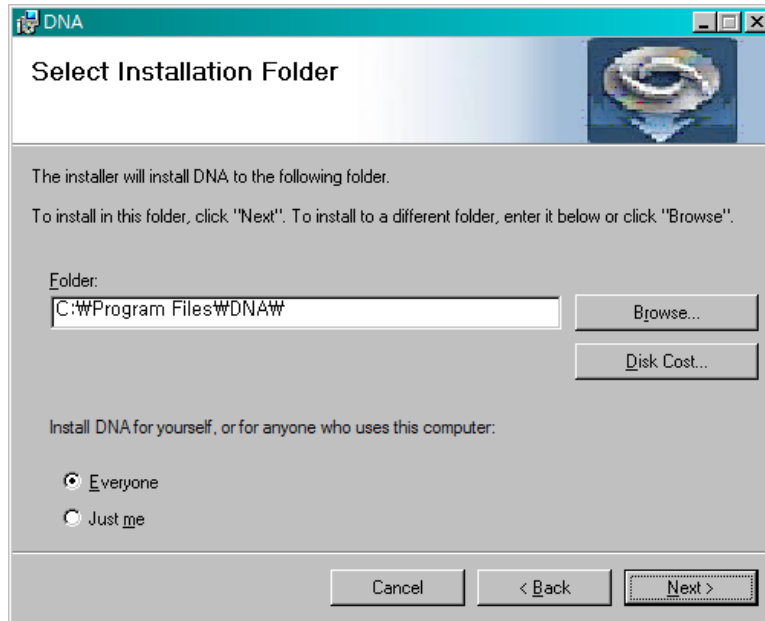 DNA
Select Installation Folder
The installer will install DNA to the following folder.
To install in this folder, click "Next". To install to a different folder, enter it below or click "Browse".
Folder:
C:₩Program Files₩DNA₩
Browse...
Disk Cost...
Install DNA for yourself, or for anyone who uses this computer:
Everyone
Just me
Cancel
< Back
Next >